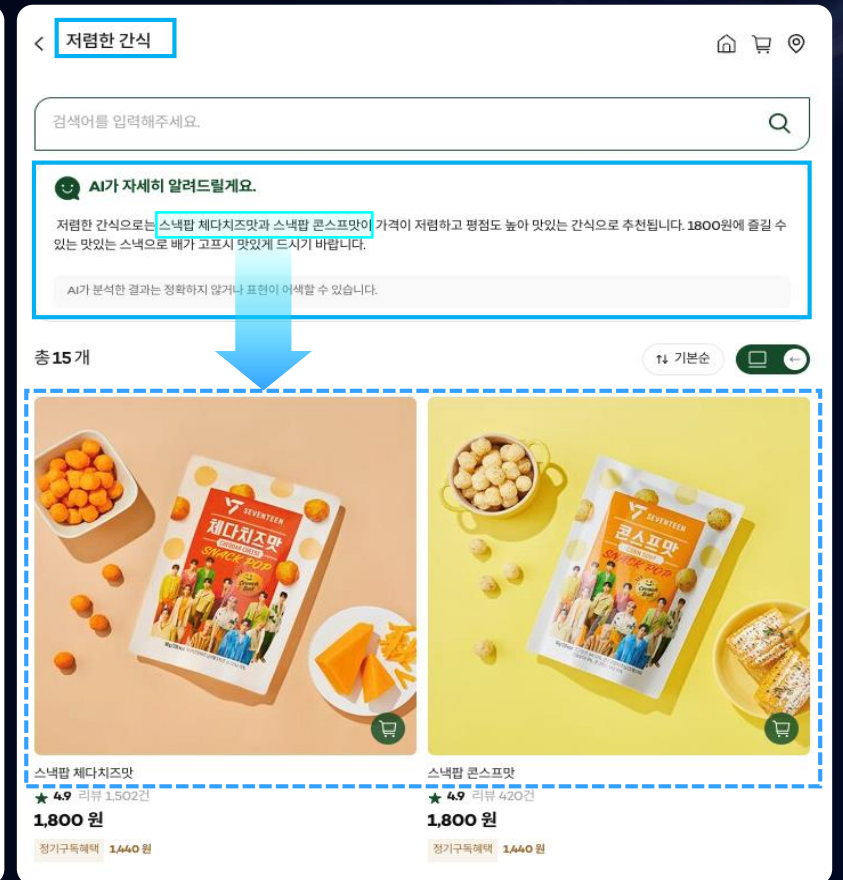 저렴한 간식
검색어를 입력해주세요.
AI가 자세히 알려드릴게요.
저렴한 간식으로는 스낵팝 체다치즈맛과 스낵팝 콘스프맛이 가격이 저렴하고 평점도 높아 맛있는 간식으로 추천됩니다. 1800원에 즐길 수
있는 맛있는 스낵으로 배가 고프시 맛있게 드시기 바랍니다.
AI가 분석한 결과는 정확하지 않거나 표현이 어색할 수 있습니다.
총 15 개
↑↓ 기본순
SEVENTEEN
체다치즈맛
CHEDDAR CHEESE
SNACK POP
Crunch
Ball
SEVENTEEN
콘스프맛
CORN SOUP
SNACK POP
Crunch
Ball
스낵팝 체다치즈맛
★ 4.9 리뷰 1,502건
1,800 원
정기구독혜택 1,440 원
스낵팝 콘스프맛
★ 4.9 리뷰 420건
1,800 원
정기구독혜택 1,440 원